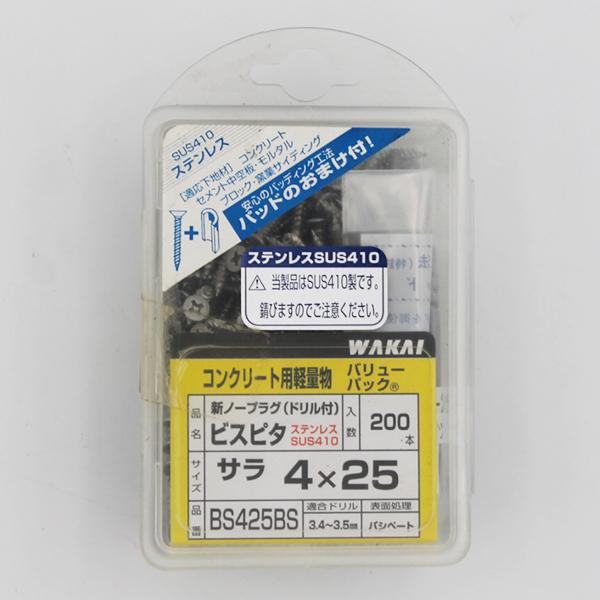 SUS410
ステンレス
[適応下地材] コンクリート
セメント中空板・モルタル
ブロック・窯業サイディング
安心のパッティング工法
パッドのおまけ付!
ステンレスSUS410
当製品はSUS410製です。
錆びますのでご注意ください。
WAKAI
コンクリート用軽量物 バリューパック®
品名 新ノープラグ(ドリル付) 入数 200本
ビスピタ ステンレス SUS410
サイズ サラ 4×25
品番 BS425BS 適合ドリル 3.4~3.5mm 表面処理 パシペート